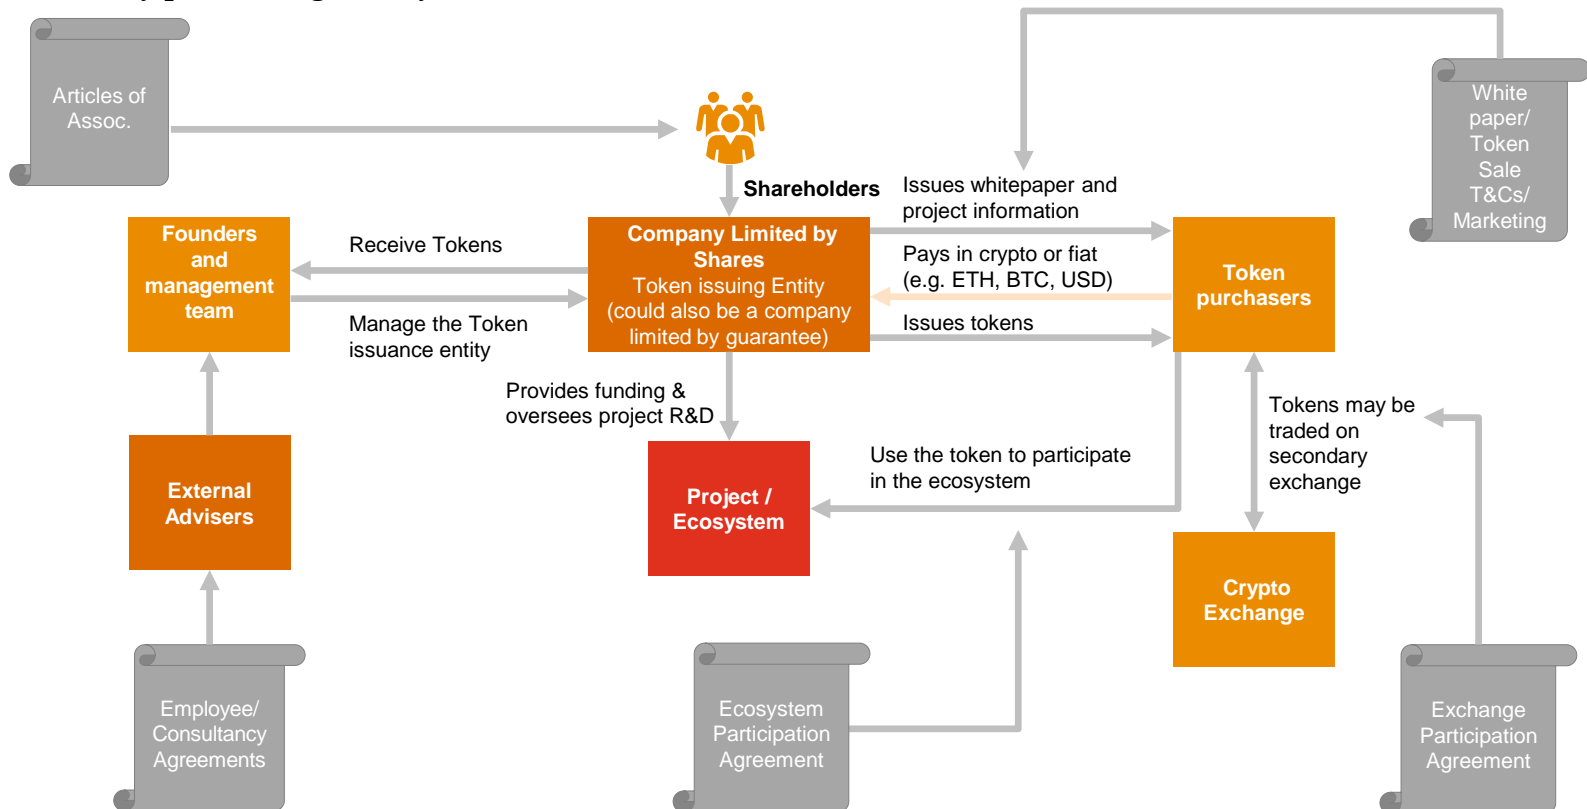 Articles of
Assoc.
White
paper/
Token
Sale
T&Cs/
Marketing
Shareholders
Issues whitepaper and
project information
Founders
and
management
team
Receive Tokens
Manage the Token
issuance entity
Company Limited by
Shares
Token issuing Entity
(could also be a company
limited by guarantee)
Pays in crypto or fiat
(e.g. ETH, BTC, USD)
Issues tokens
Token
purchasers
Provides funding &
oversees project R&D
External
Advisers
Project /
Ecosystem
Use the token to participate
in the ecosystem
Tokens may be
traded on
secondary
exchange
Crypto
Exchange
Employee/
Consultancy
Agreements
Ecosystem
Participation
Agreement
Exchange
Participation
Agreement